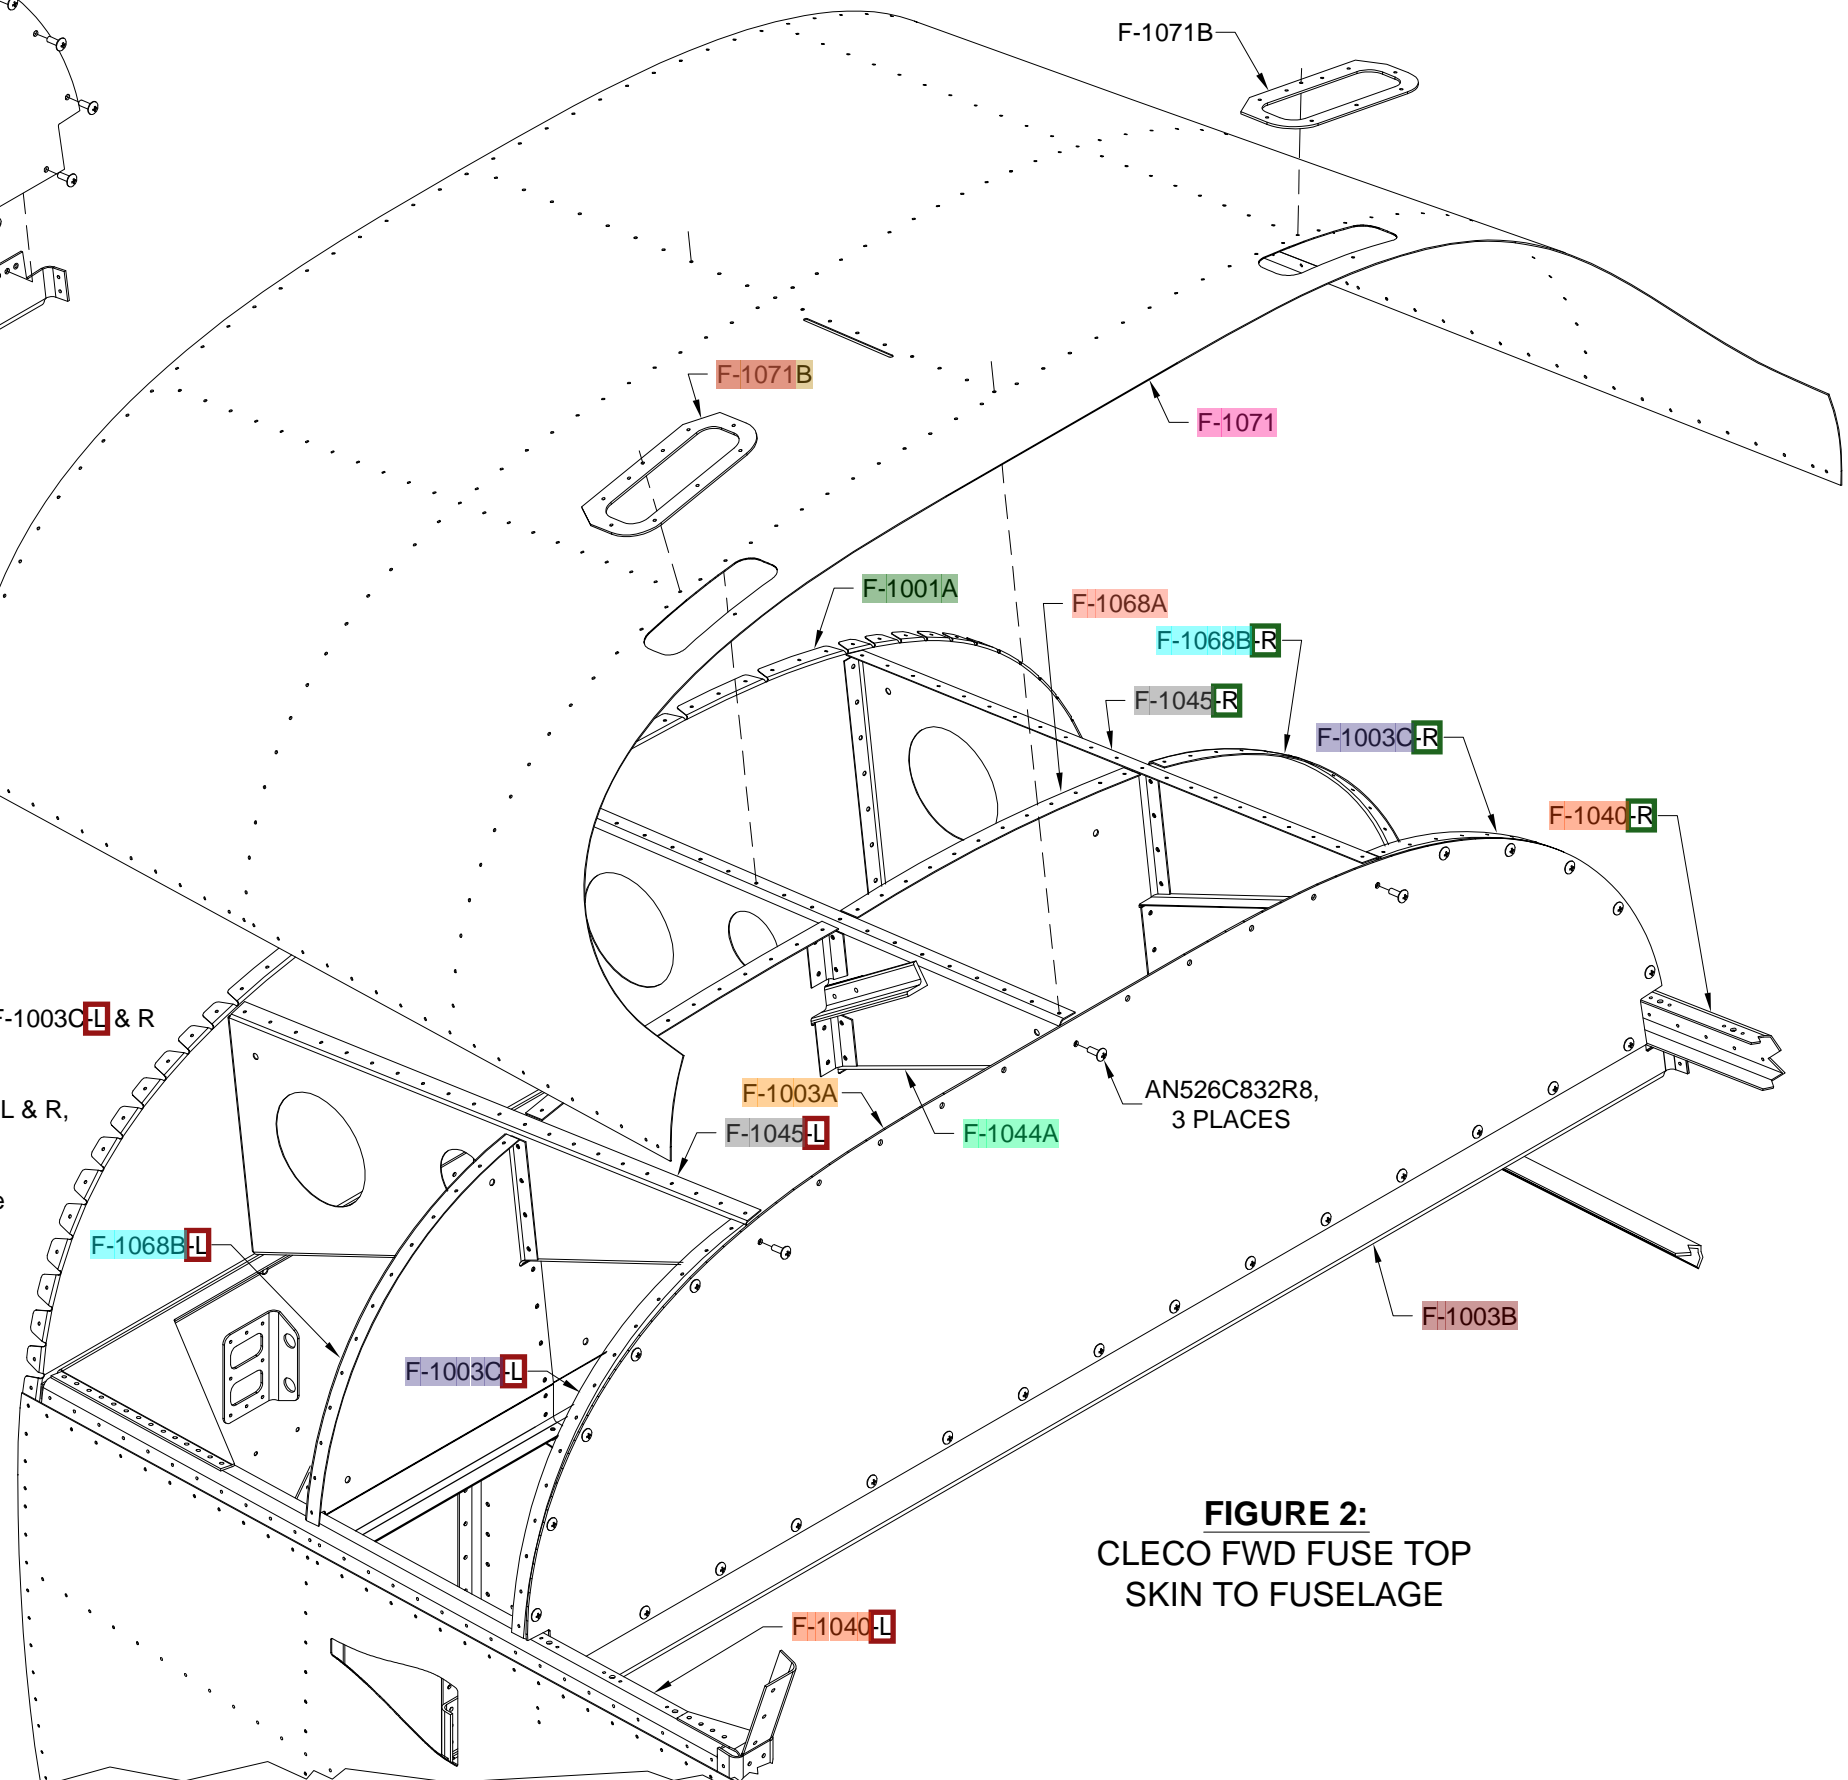 F-1071B
F-1071B
F-1071
F-1001A
F-1068A
F-1068B-R
F-1045-R
F-1003C-R
F-1040-R
F-1003C-L & R
L & R,
e
AN526C832R8,
3 PLACES
F-1003A
F-1045-L
F-1044A
F-1068B-L
F-1003C-L
F-1003B
F-1040-L
FIGURE 2:
CLECO FWD FUSE TOP
SKIN TO FUSELAGE